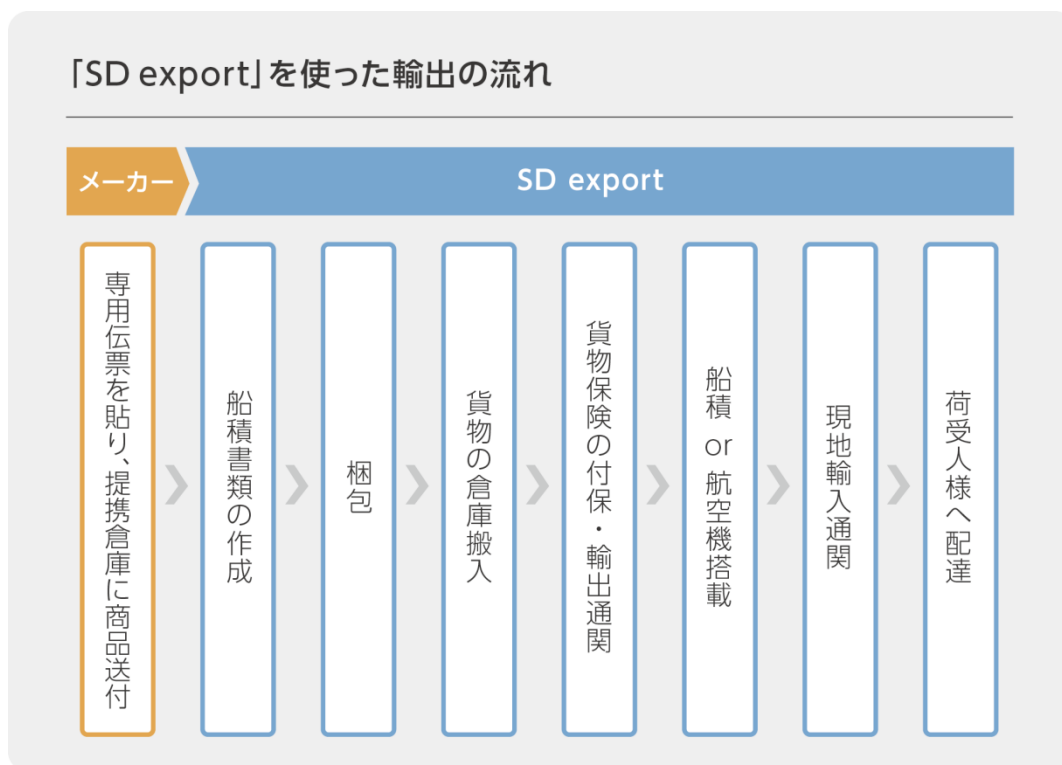 「SD export」を使った輸出の流れ
メーカー
SD export
専用伝票を貼り、提携倉庫に商品送付
船積書類の作成
梱包
貨物の倉庫搬入
貨物保険の付保・輸出通関
船積 or 航空機搭載
現地輸入通関
荷受人様へ配達